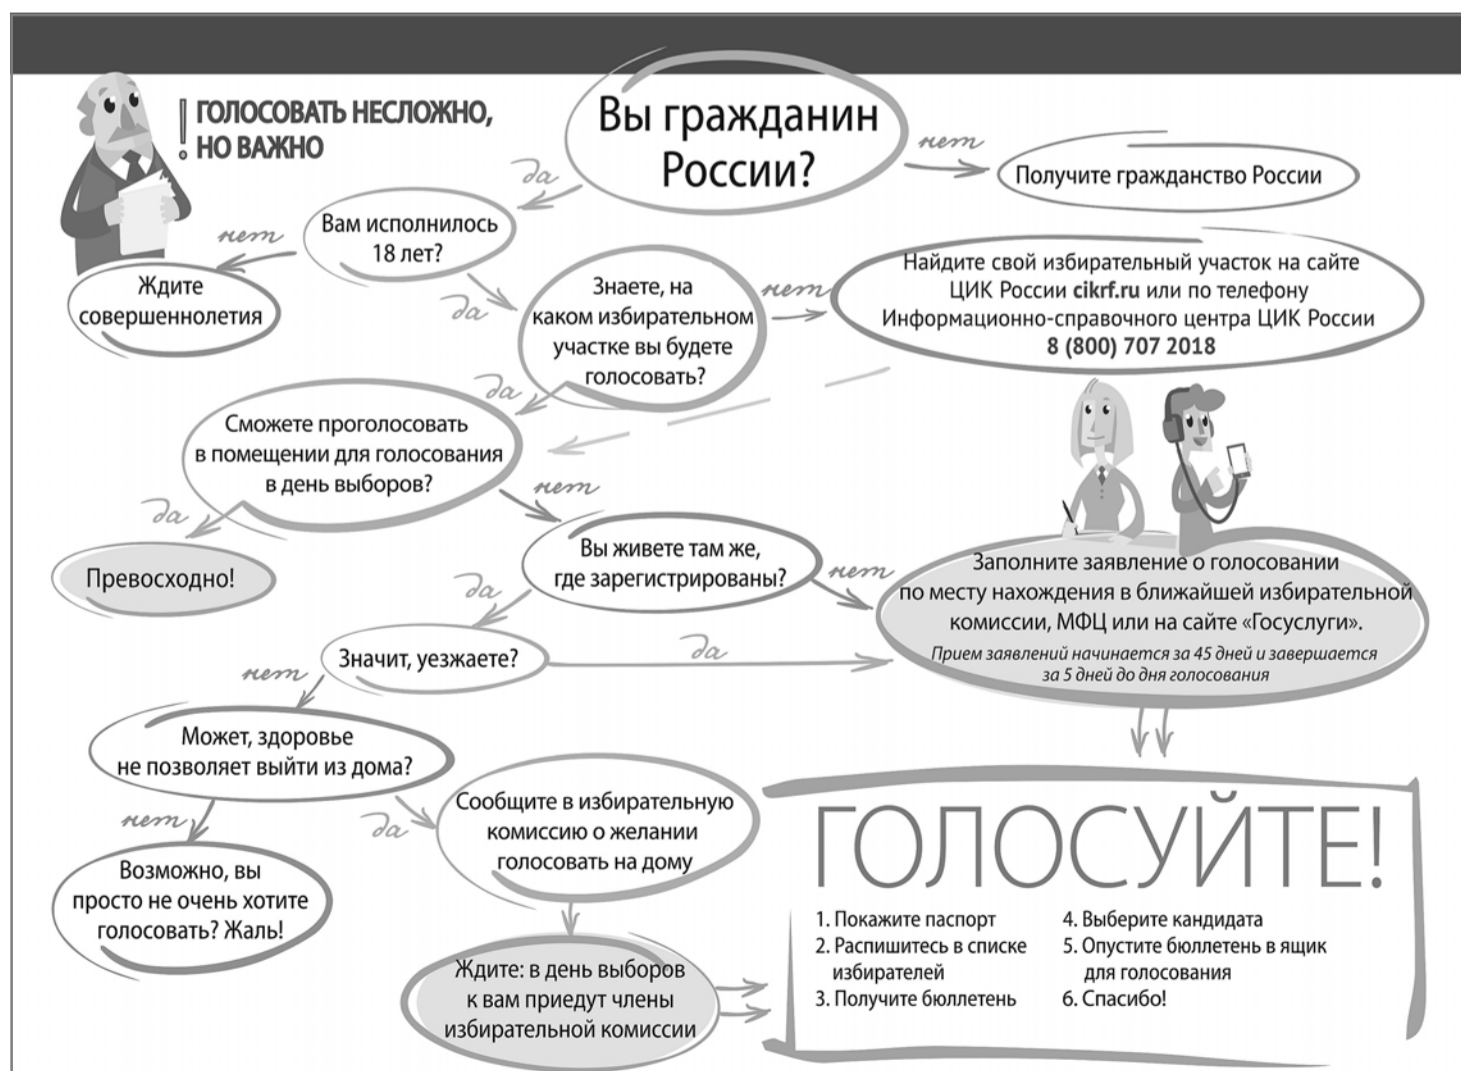 ! ГОЛОСОВАТЬ НЕСЛОЖНО,
НО ВАЖНО
Вы гражданин
России?
нет
Получите гражданство России
да
Вам исполнилось
18 лет?
нет
Ждите
совершеннолетия
да
Знаете, на
каком избирательном
участке вы будете
голосовать?
нет
Найдите свой избирательный участок на сайте
ЦИК России cikrf.ru или по телефону
Информационно-справочного центра ЦИК России
8 (800) 707 2018
да
Сможете проголосовать
в помещении для голосования
в день выборов?
да
Превосходно!
нет
Вы живете там же,
где зарегистрированы?
нет
Заполните заявление о голосовании
по месту нахождения в ближайшей избирательной
комиссии, МФЦ или на сайте «Госуслуги».
Прием заявлений начинается за 45 дней и завершается
за 5 дней до дня голосования
да
Значит, уезжаете?
да
нет
Может, здоровье
не позволяет выйти из дома?
нет
Возможно, вы
просто не очень хотите
голосовать? Жаль!
да
Сообщите в избирательную
комиссию о желании
голосовать на дому
Ждите: в день выборов
к вам приедут члены
избирательной комиссии
ГОЛОСУЙТЕ!
1. Покажите паспорт
2. Распишитесь в списке
избирателей
3. Получите бюллетень
4. Выберите кандидата
5. Опустите бюллетень в ящик
для голосования
6. Спасибо!